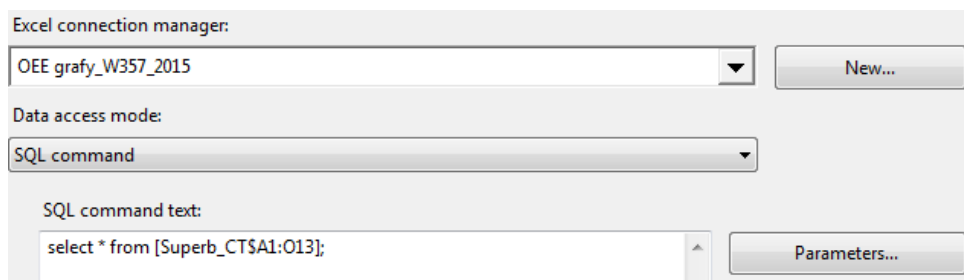 Excel connection manager:
OEE grafy_W357_2015
New...
Data access mode:
SQL command
SQL command text:
select * from [Superb_CT$A1:O13];
Parameters...